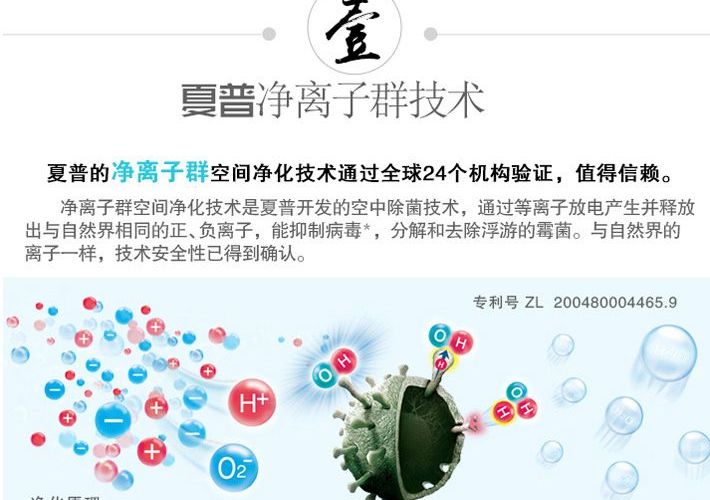 壹
夏普净离子群技术
夏普的净离子群空间净化技术通过全球24个机构验证，值得信赖。
净离子群空间净化技术是夏普开发的空中除菌技术，通过等离子放电产生并释放
出与自然界相同的正、负离子，能抑制病毒*，分解和去除浮游的霉菌。与自然界的
离子一样，技术安全性已得到确认。
专利号 ZL 200480004465.9
O H
O H
H
H+
O H
H
O2-
净化原理